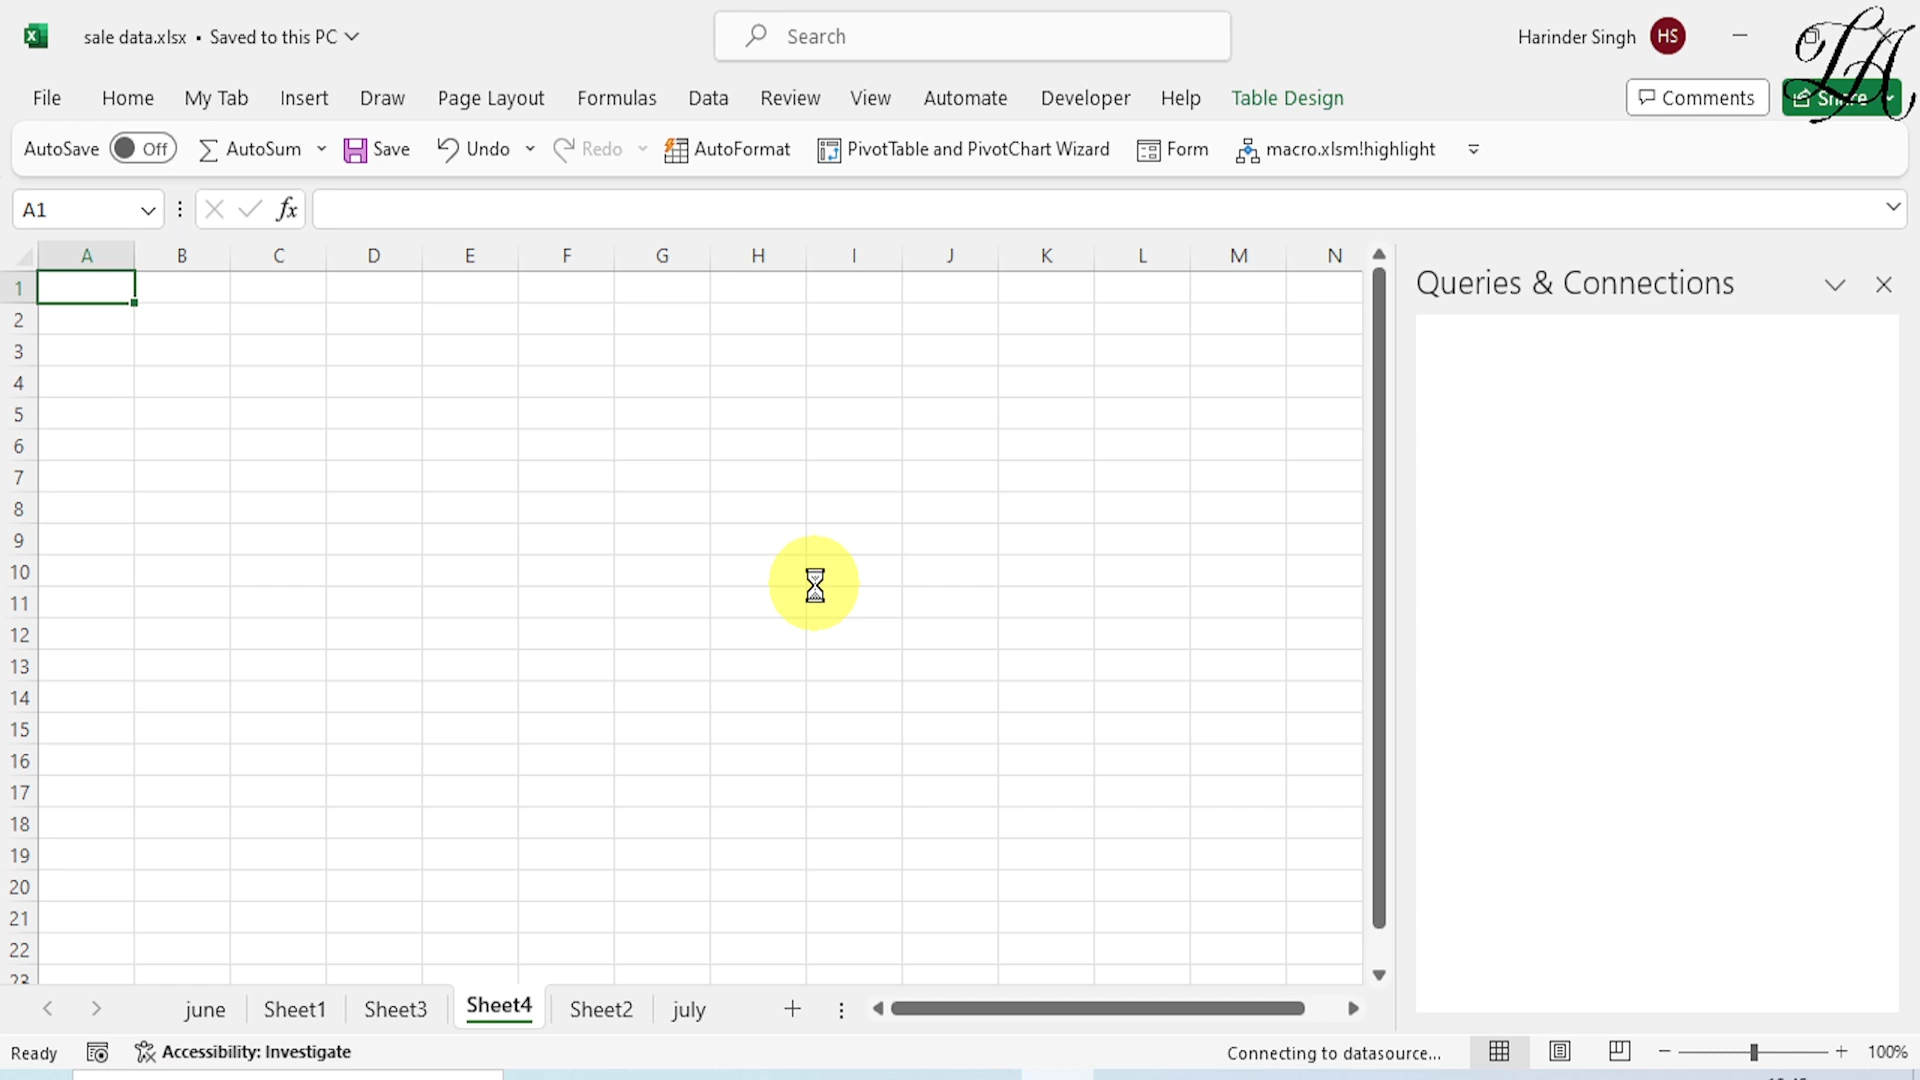 sale data.xlsx • Saved to this PC
Search
Harinder Singh HS
LA
File Home My Tab Insert Draw Page Layout Formulas Data Review View Automate Developer Help Table Design Comments Share
AutoSave Off AutoSum Save Undo Redo AutoFormat PivotTable and PivotChart Wizard Form macro.xlsm!highlight
A1 fx
A B C D E F G H I J K L M N
Queries & Connections
1
2
3
4
5
6
7
8
9
10
11
12
13
14
15
16
17
18
19
20
21
22
23
june Sheet1 Sheet3 Sheet4 Sheet2 july
Ready Accessibility: Investigate Connecting to datasource... 100%